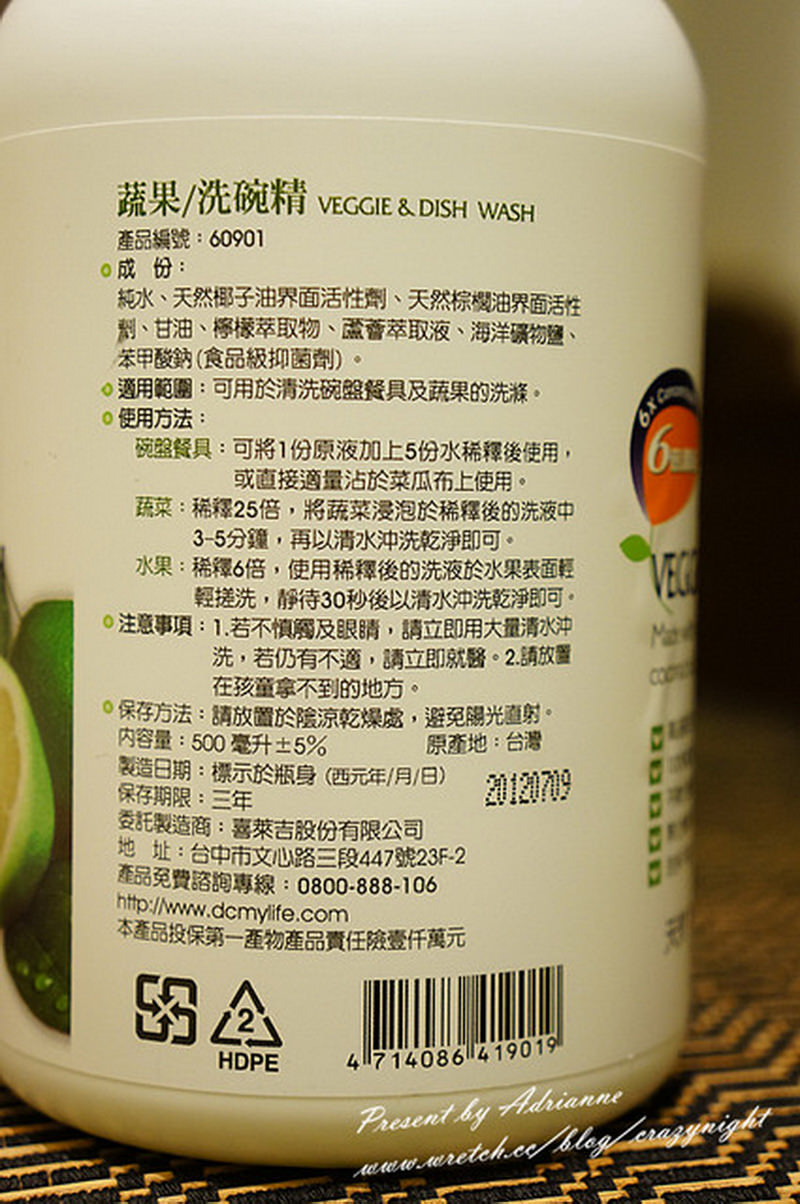 蔬果/洗碗精 VEGGIE & DISH WASH
產品編號：60901
成 份：
純水、天然椰子油界面活性劑、天然棕櫚油界面活性
劑、甘油、檸檬萃取物、蘆薈萃取液、海洋礦物鹽、
苯甲酸鈉(食品級抑菌劑)。
適用範圍：可用於清洗碗盤餐具及蔬果的洗滌。
使用方法：
碗盤餐具：可將1份原液加上5份水稀釋後使用，
或直接適量沾於菜瓜布上使用。
蔬菜：稀釋25倍，將蔬菜浸泡於稀釋後的洗液中
3-5分鐘，再以清水沖洗乾淨即可。
水果：稀釋6倍，使用稀釋後的洗液於水果表面輕
輕搓洗，靜待30秒後以清水沖洗乾淨即可。
注意事項：1.若不慎觸及眼睛，請立即用大量清水沖
洗，若仍有不適，請立即就醫。2.請放置
在孩童拿不到的地方。
保存方法：請放置於陰涼乾燥處，避免陽光直射。
內容量：500 毫升±5% 原產地：台灣
製造日期：標示於瓶身（西元年/月/日） 20120709
保存期限：三年
委託製造商：喜萊吉股份有限公司
地 址：台中市文心路三段447號23F-2
產品免費諮詢專線：0800-888-106
http://www.dcmylife.com
本產品投保第一產物產品責任險壹仟萬元
2
HDPE
4 714086 419019
6x
6
VEGG
Present by Adrianne
www.wretch.cc/blog/crazynight